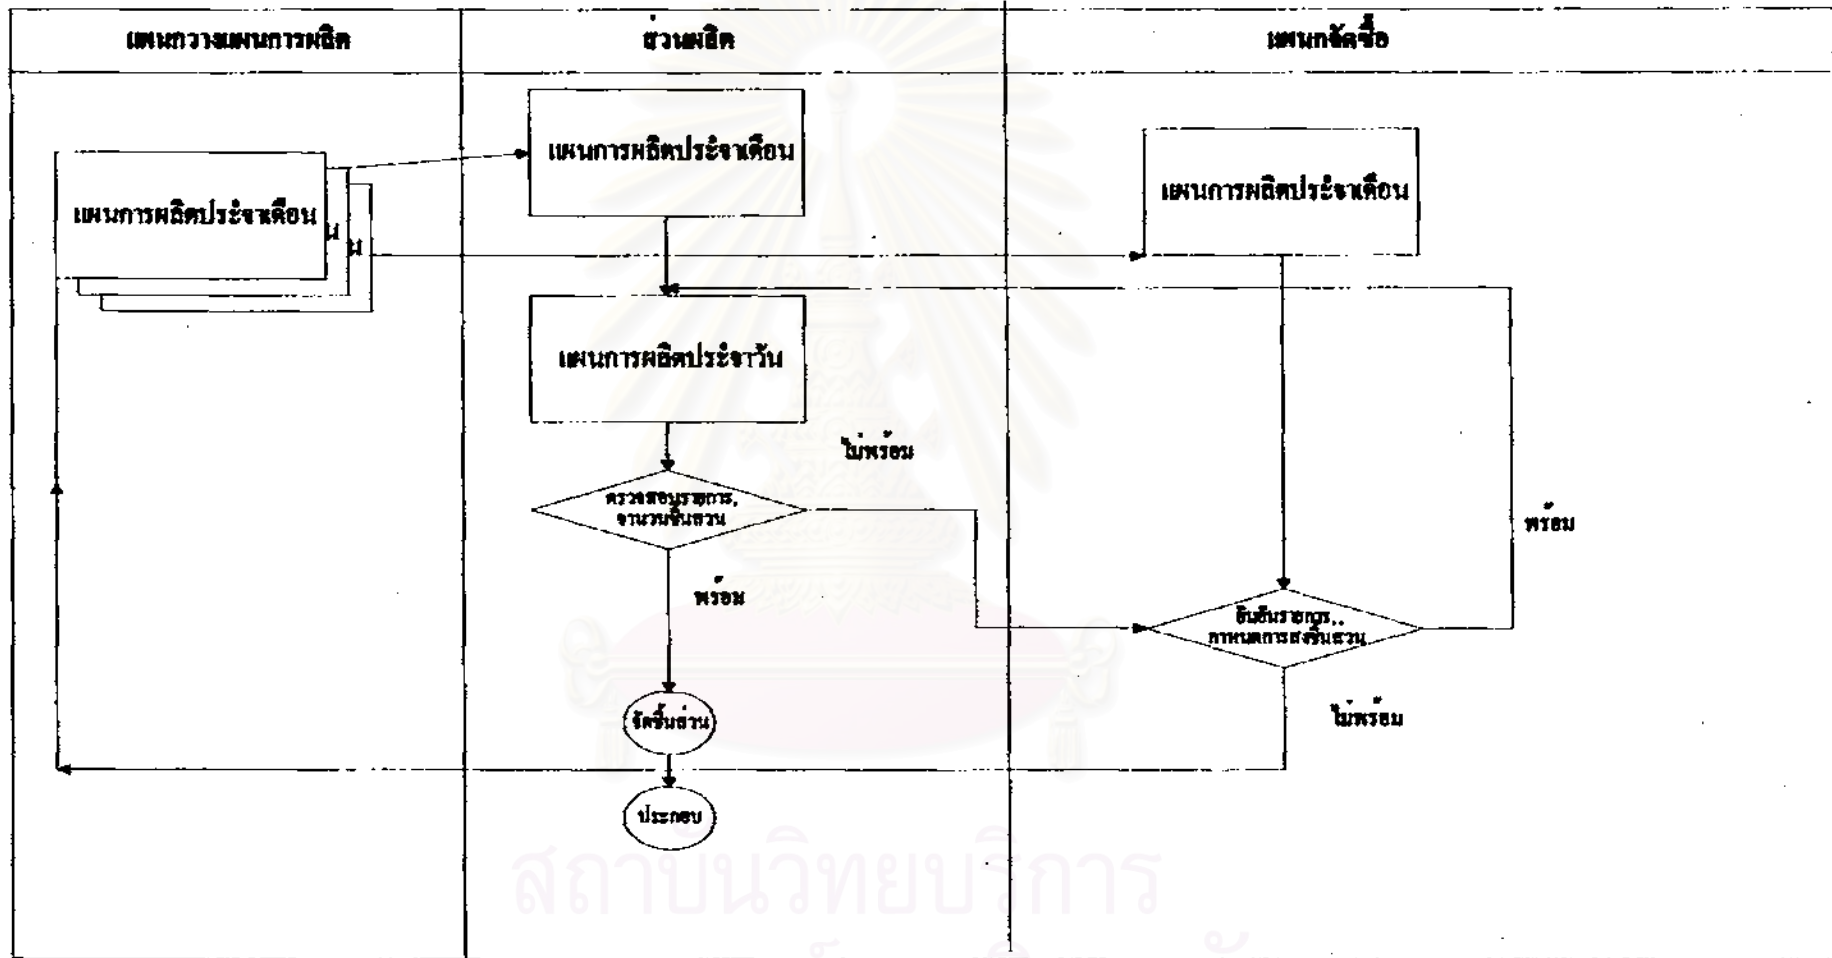 แผนกวางแผนการผลิต
ส่วนผลิต
แผนกจัดซื้อ
แผนการผลิตประจำเดือน
น
น
แผนการผลิตประจำเดือน
แผนการผลิตประจำเดือน
แผนการผลิตประจำวัน
ไม่พร้อม
ตรวจสอบรายการ,
จำนวนชิ้นส่วน
พร้อม
พร้อม
ยืนยันรายการ,.
กำหนดการส่งชิ้นส่วน
ไม่พร้อม
จัดชิ้นส่วน
ประกอบ
สถาบันวิทยบริการ